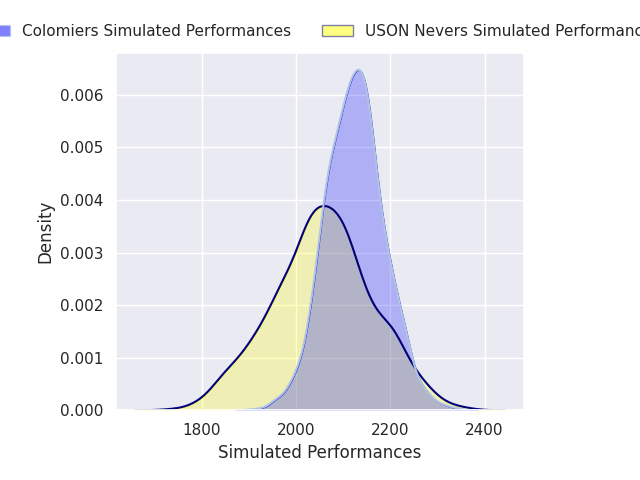 Colomiers Simulated Performances
USON Nevers Simulated
0.006
0.005
0.004
0.003
0.002
0.001
0.000
Density
1800
2000
2200
2400
Simulated Performances